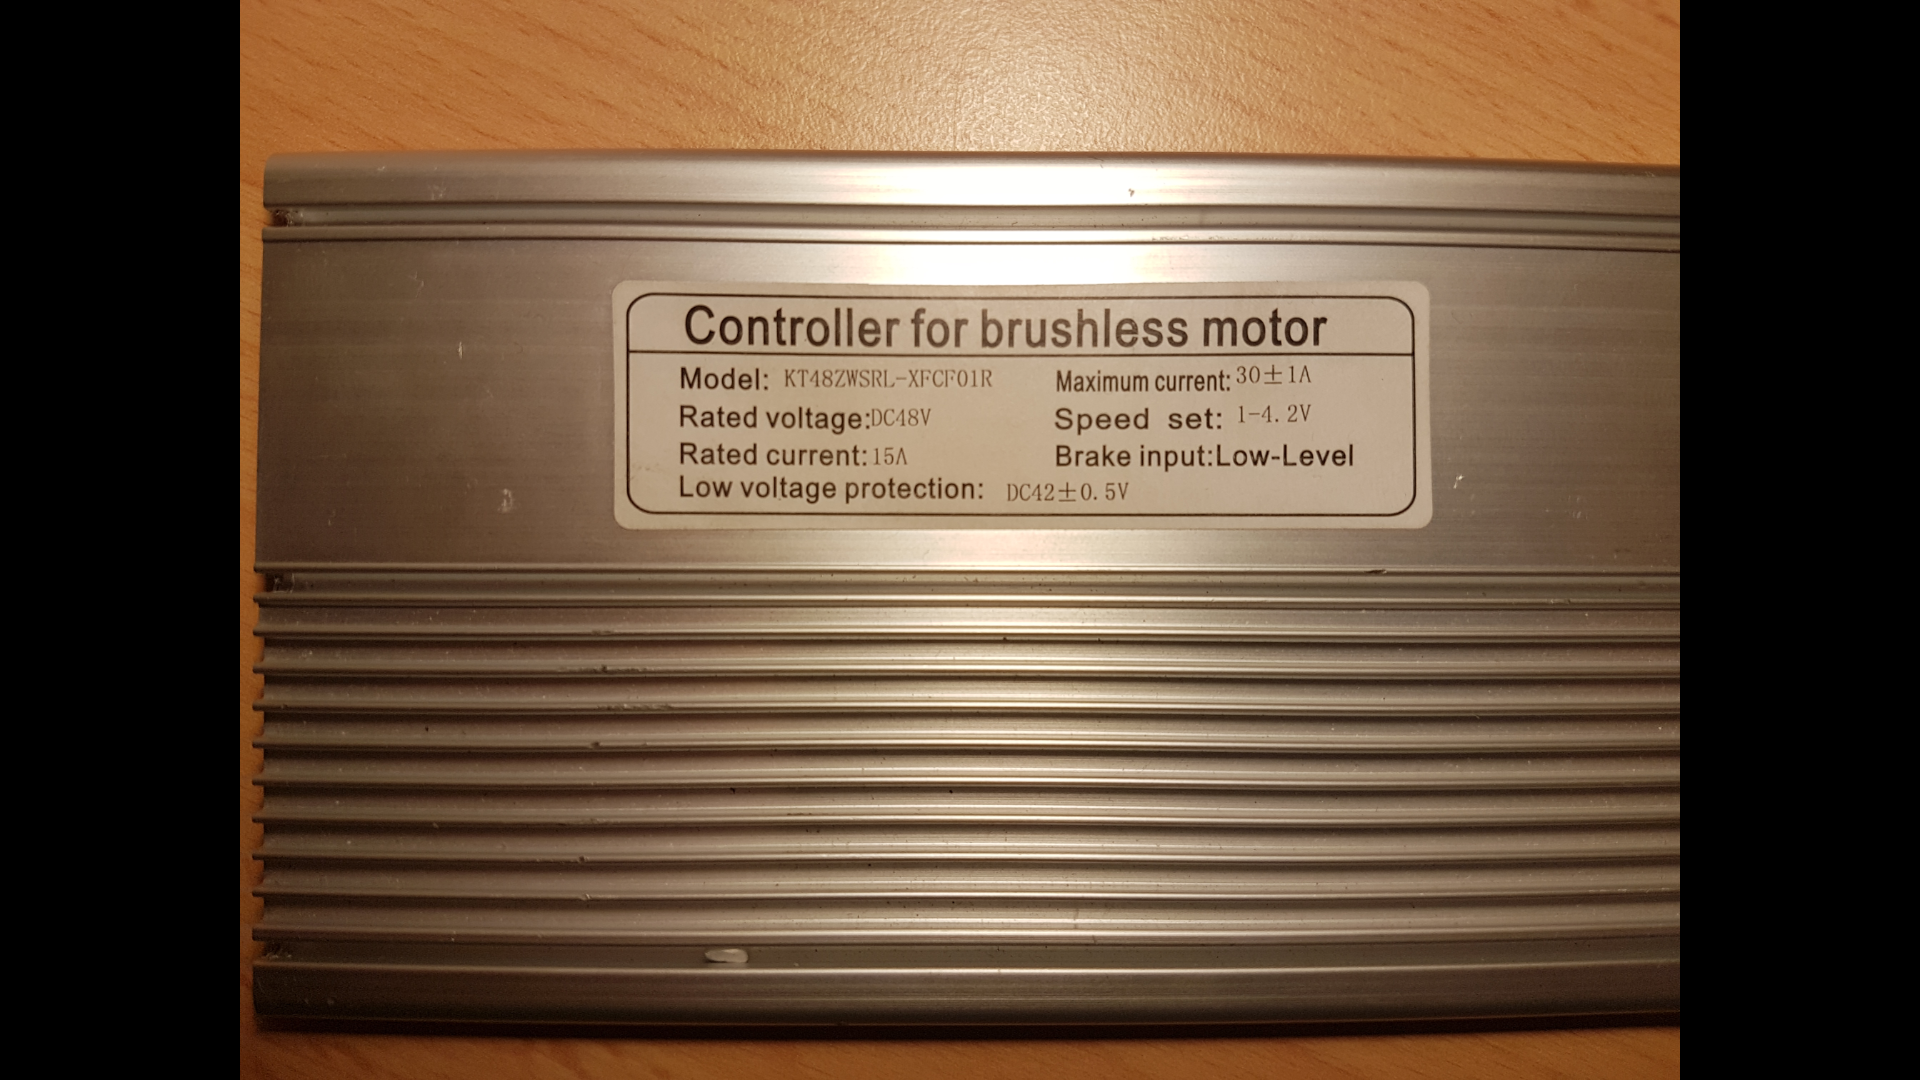 Controller for brushless motor
Model: KT48ZWSRL-XFCF01R Maximum current: 30±1A
Rated voltage:DC48V Speed set: 1-4.2V
Rated current:15A Brake input:Low-Level
Low voltage protection: DC42±0.5V